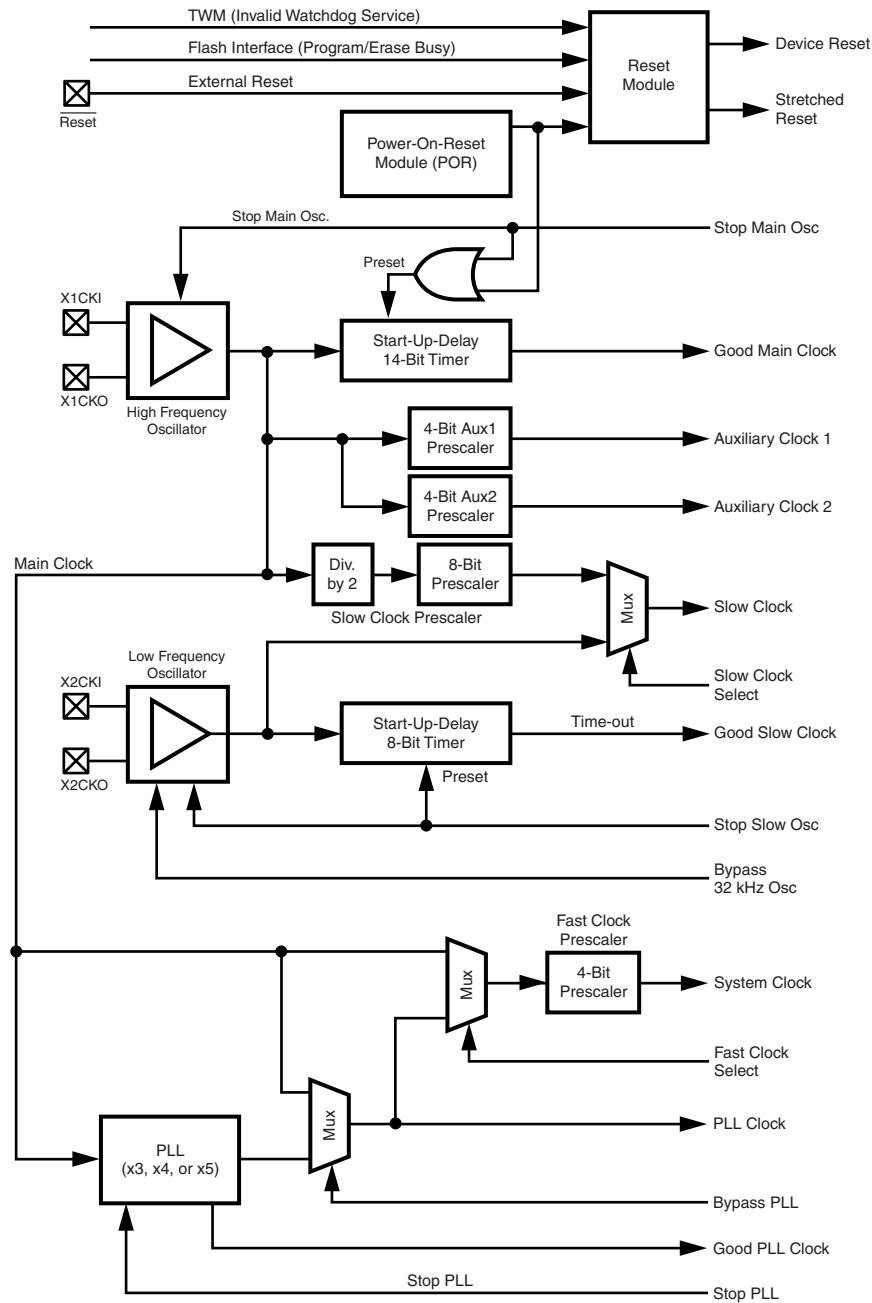 TWM (Invalid Watchdog Service)
Flash Interface (Program/Erase Busy)
External Reset
Reset
Reset
Module
Device Reset
Stretched
Reset
Power-On-Reset
Module (POR)
Stop Main Osc.
Stop Main Osc
Preset
X1CKI
X1CKO
High Frequency
Oscillator
Start-Up-Delay
14-Bit Timer
Good Main Clock
4-Bit Aux1
Prescaler
Auxiliary Clock 1
4-Bit Aux2
Prescaler
Auxiliary Clock 2
Main Clock
Div.
by 2
8-Bit
Prescaler
Slow Clock Prescaler
Mux
Slow Clock
Slow Clock
Select
Low Frequency
Oscillator
X2CKI
X2CKO
Start-Up-Delay
8-Bit Timer
Time-out
Good Slow Clock
Preset
Stop Slow Osc
Bypass
32 kHz Osc
Fast Clock
Prescaler
Mux
4-Bit
Prescaler
System Clock
Fast Clock
Select
Mux
PLL Clock
PLL
(x3, x4, or x5)
Bypass PLL
Good PLL Clock
Stop PLL
Stop PLL